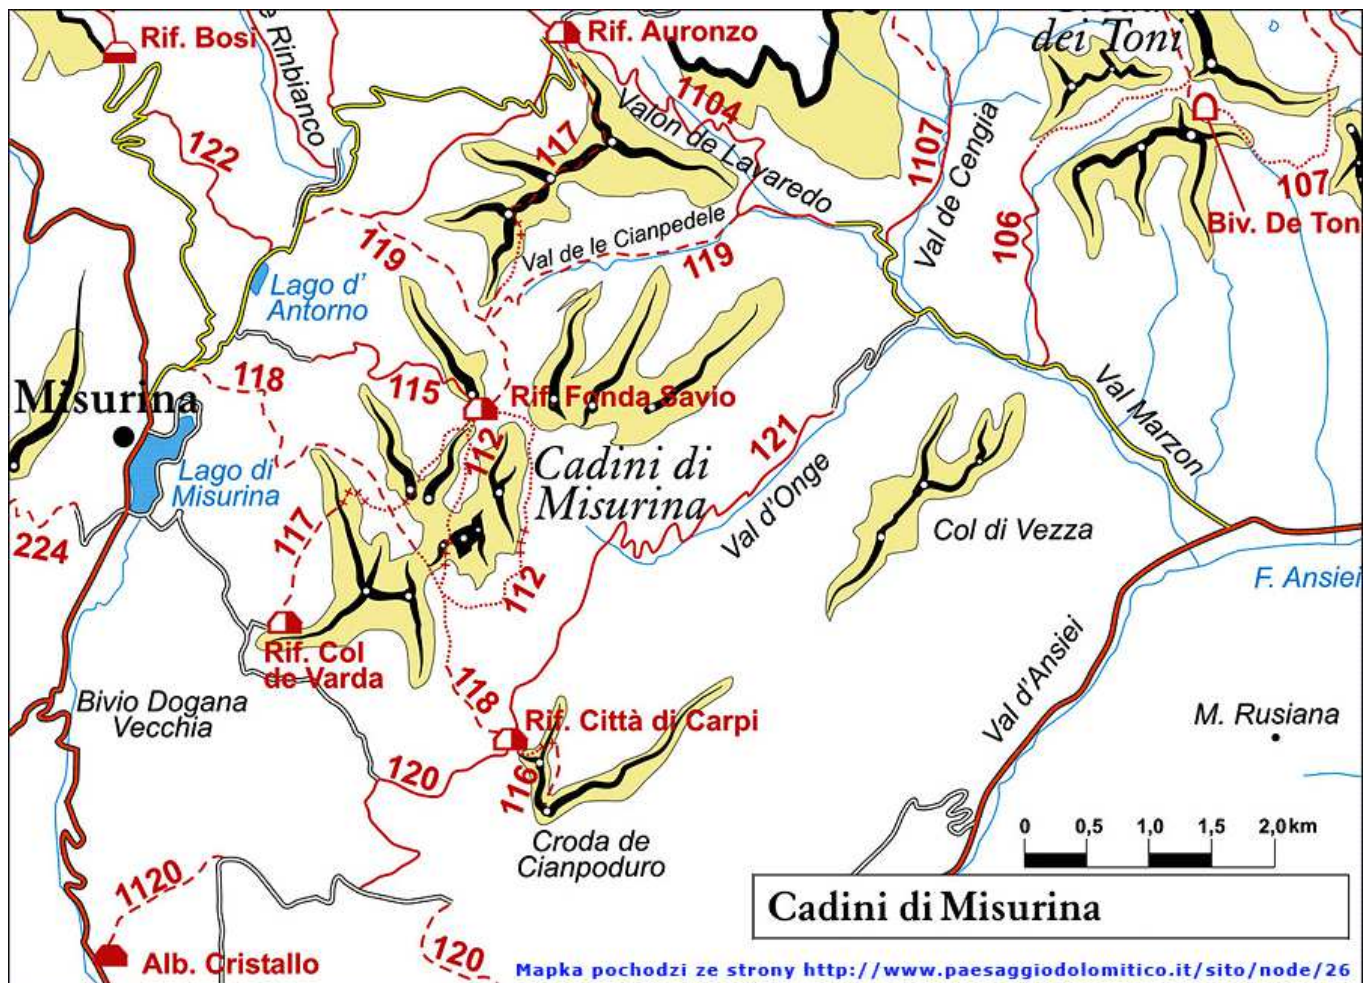 Rif. Bosi
e Rinbianco
Rif. Auronzo
dei Toni
1104
Valon de Lavaredo
117
122
1107
Val de Cengia
107
106
Biv. De Ton
119
Val de le Cianpedele
119
Lago d'
Antorno
118
115
Rif. Fonda Savio
Misurina
Val Marzon
112
Cadini di
Misurina
121
Lago di
Misurina
Val d'Onge
Col di Vezza
224
117
112
F. Ansiei
Rif. Col
de Varda
Val d'Ansiei
Bivio Dogana
Vecchia
118
Rif. Città di Carpi
M. Rusiana
120
116
Croda de
Cianpoduro
0 0,5 1,0 1,5 2,0 km
1120
Cadini di Misurina
120
Alb. Cristallo
Mapka pochodzi ze strony http://www.paesaggiodolomitico.it/sito/node/26